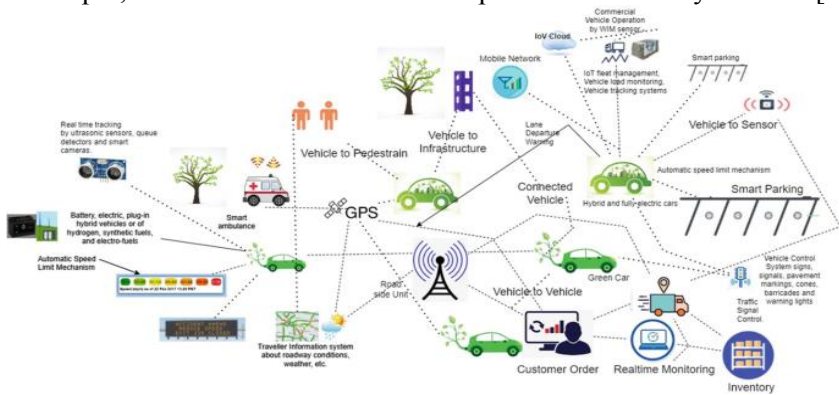 Commercial
Vehicle Operation
by WIM sensor
IoV Cloud
Mobile Network
IoT fleet management,
Vehicle load monitoring,
Vehicle tracking systems
Smart parking
Real time tracking
by ultrasonic sensors, queue
detectors and smart
cameras.
Vehicle to Pedestrain
Vehicle to
Infrastructure
Lane
Departure
Warning
Vehicle to Sensor
Automatic speed limit mechanism
Connected
Vehicle
Hybrid and fully electric cars
Smart Parking
Smart
ambulance
GPS
Battery, electric, plug-in
hybrid vehicles or of
hydrogen, synthetic fuels,
and electro-fuels
Automatic Speed
Limit Mechanism
Road
side Unit
Green Car
Vehicle to Vehicle
Vehicle Control
System signs,
signals, pavement
markings, cones,
barricades and
warning lights
Traffic
Signal
Control.
Traveller Information system
about roadway conditions,
weather, etc.
Customer Order
Realtime Monitoring
Inventory